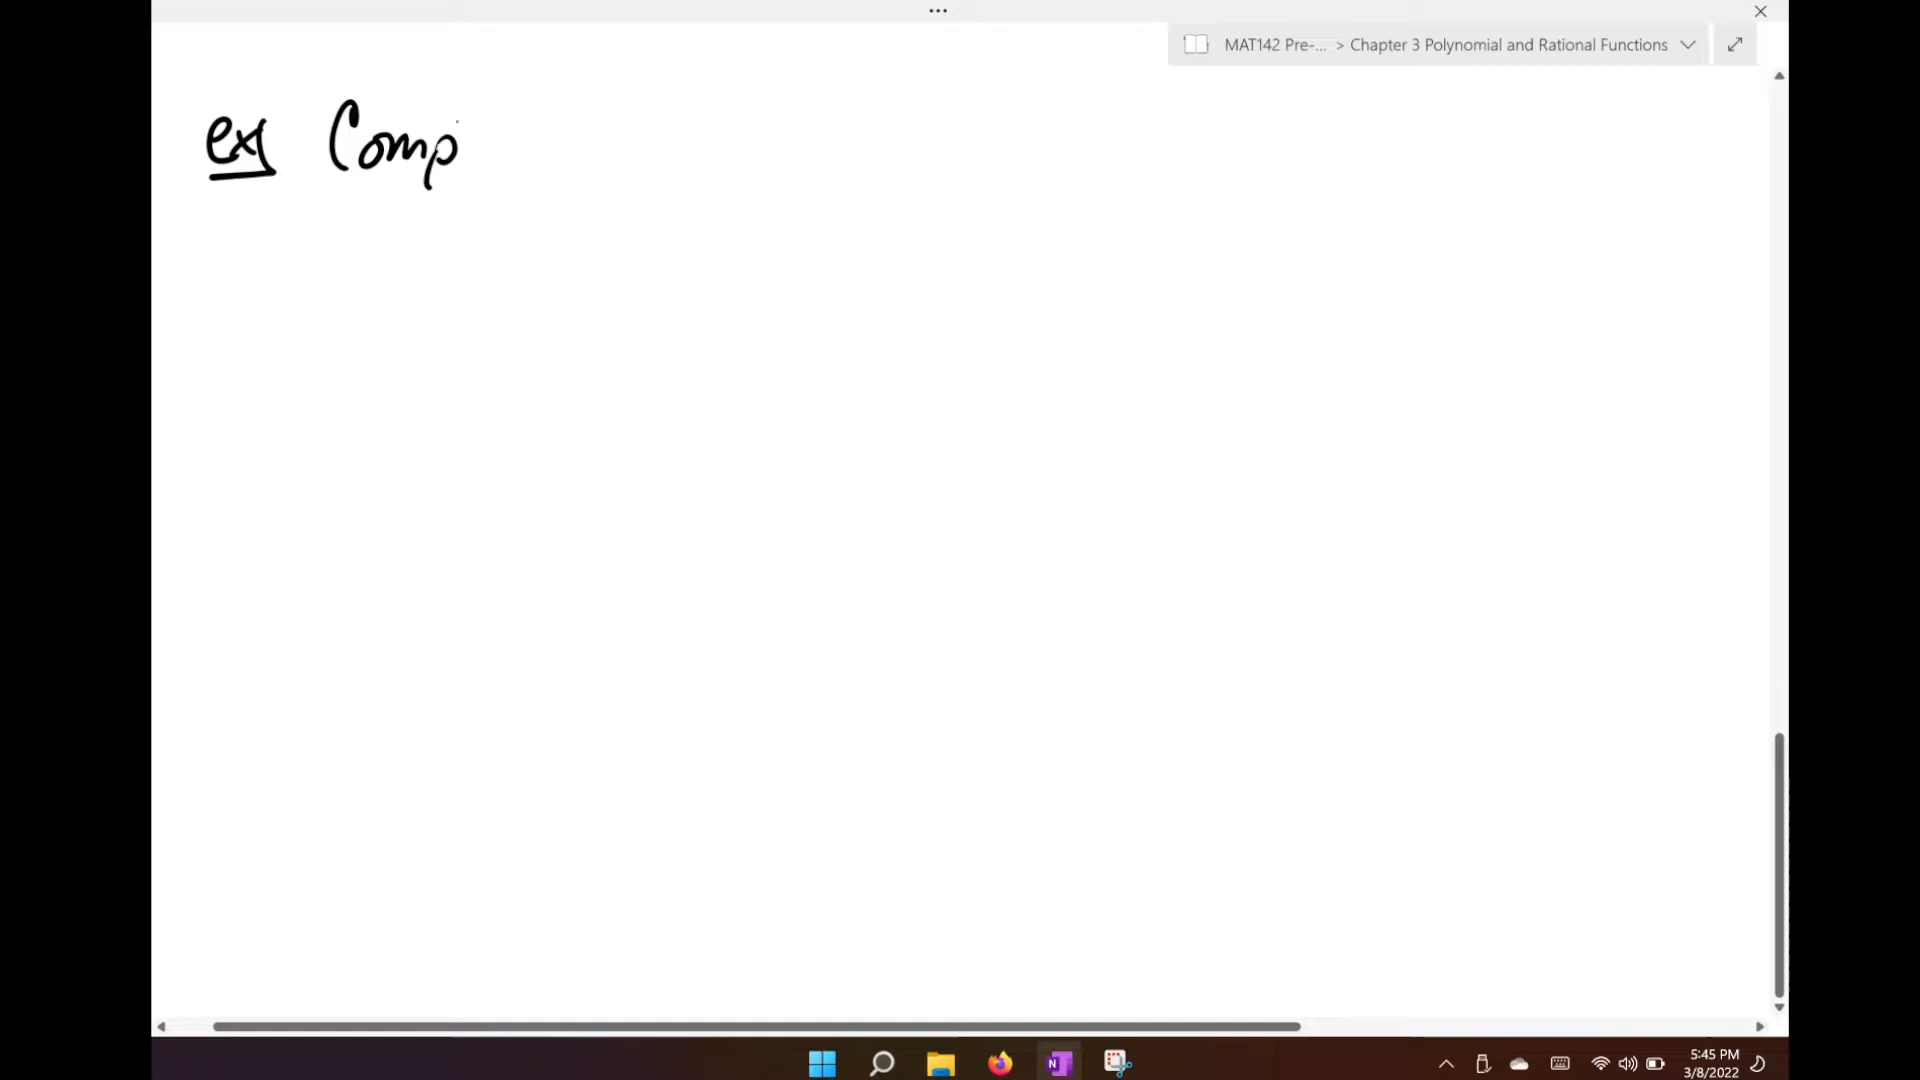 MAT142 Pre-... > Chapter 3 Polynomial and Rational Functions
ex Comp
5:45 PM
3/8/2022